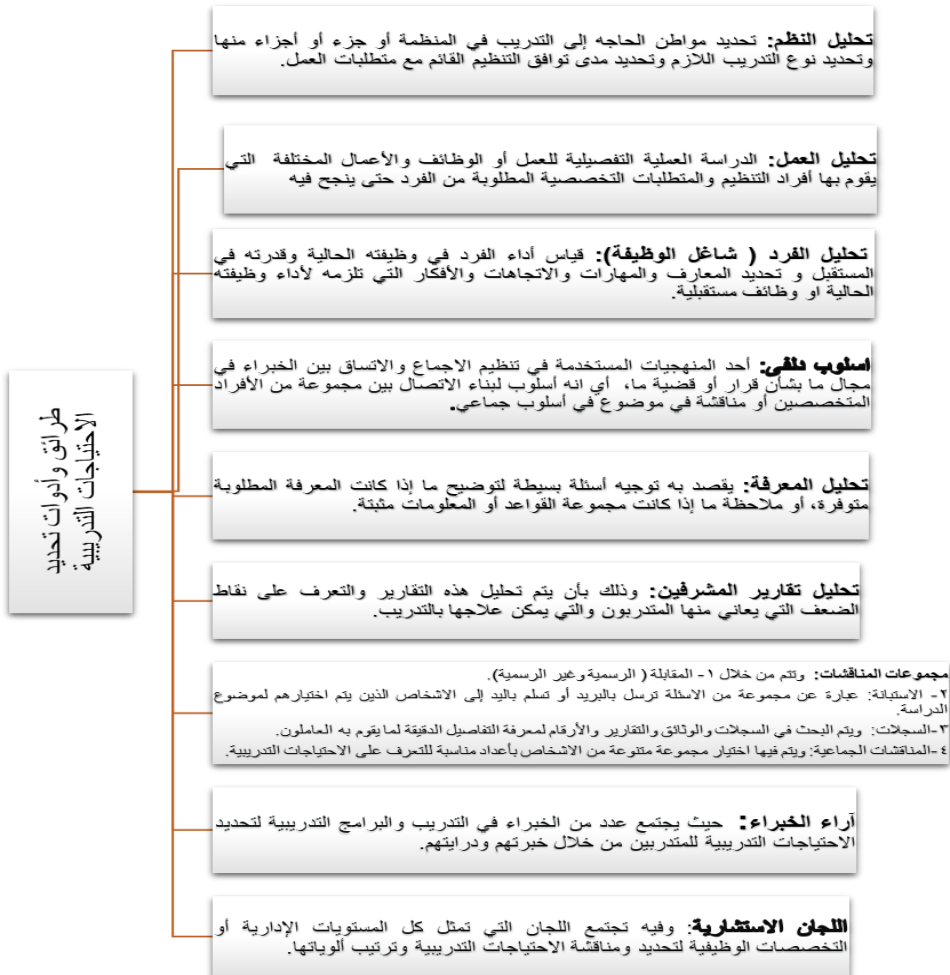 طرائق وأدوات تحديد
الاحتياجات التدريبية
تحليل النظم: تحديد مواطن الحاجه إلى التدريب في المنظمة أو جزء أو أجزاء منها
وتحديد نوع التدريب اللازم وتحديد مدى توافق التنظيم القائم مع متطلبات العمل.
تحليل العمل: الدراسة العملية التفصيلية للعمل أو الوظائف والأعمال المختلفة التي
يقوم بها أفراد التنظيم والمتطلبات التخصصية المطلوبة من الفرد حتى ينجح فيه
تحليل الفرد ( شاغل الوظيفة): قياس أداء الفرد في وظيفته الحالية وقدرته في
المستقبل و تحديد المعارف والمهارات والاتجاهات والأفكار التي تلزمه لأداء وظيفته
الحالية او وظائف مستقبلية.
اسلوب دلفي: أحد المنهجيات المستخدمة في تنظيم الاجماع والاتساق بين الخبراء في
مجال ما بشأن قرار أو قضية ما، أي انه أسلوب لبناء الاتصال بين مجموعة من الأفراد
المتخصصين أو مناقشة في موضوع في أسلوب جماعي.
تحليل المعرفة: يقصد به توجيه أسئلة بسيطة لتوضيح ما إذا كانت المعرفة المطلوبة
متوفرة، أو ملاحظة ما إذا كانت مجموعة القواعد أو المعلومات مثبتة.
تحليل تقارير المشرفين: وذلك بأن يتم تحليل هذه التقارير والتعرف على نقاط
الضعف التي يعاني منها المتدربون والتي يمكن علاجها بالتدريب.
مجموعات المناقشات: وتتم من خلال ١- المقابلة ( الرسمية وغير الرسمية).
٢- الاستبانة: عبارة عن مجموعة من الاسئلة ترسل بالبريد أو تسلم باليد إلى الاشخاص الذين يتم اختيارهم لموضوع
الدراسة.
٣-السجلات: ويتم البحث في السجلات والوثائق والتقارير والأرقام لمعرفة التفاصيل الدقيقة لما يقوم به العاملون.
٤-المناقشات الجماعية: ويتم فيها اختيار مجموعة متنوعة من الاشخاص بأعداد مناسبة للتعرف على الاحتياجات التدريبية.
آراء الخبراء: حيث يجتمع عدد من الخبراء في التدريب والبرامج التدريبية لتحديد
الاحتياجات التدريبية للمتدربين من خلال خبرتهم ودرايتهم.
اللجان الاستشارية: وفيه تجتمع اللجان التي تمثل كل المستويات الإدارية أو
التخصصات الوظيفية لتحديد ومناقشة الاحتياجات التدريبية وترتيب ألوياتها.